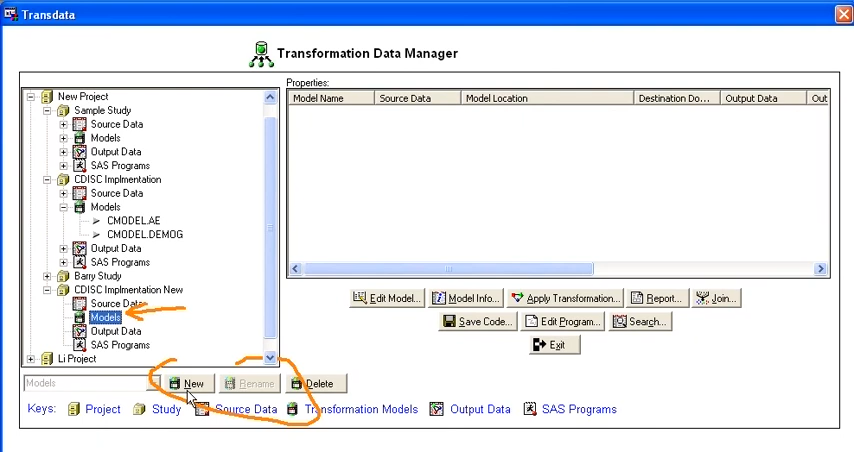 Transdata
Transformation Data Manager
Properties:
Model Name Source Data Model Location Destination Do... Output Data Out
New Project
Sample Study
Source Data
Models
Output Data
SAS Programs
CDISC Implmentation
Source Data
Models
CMODEL.AE
CMODEL.DEMOG
Output Data
SAS Programs
Barry Study
CDISC Implmentation New
Source Data
Models
Output Data
SAS Programs
Li Project
Edit Model... Model Info... Apply Transformation... Report... Join...
Save Code... Edit Program... Search...
Exit
Models New Rename Delete
Keys: Project Study Source Data Transformation Models Output Data SAS Programs